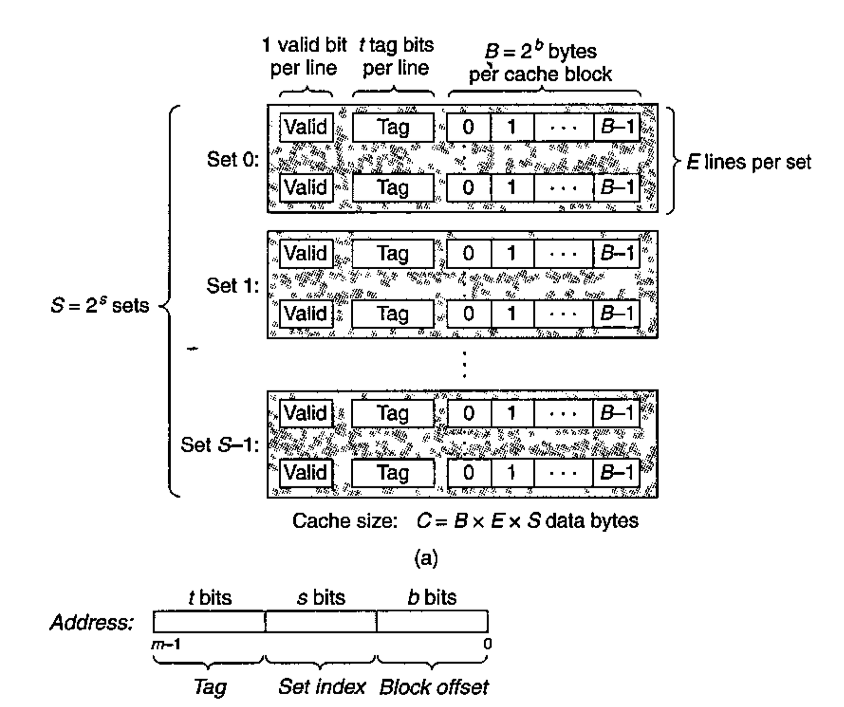 1 valid bit per line
t tag bits per line
B = 2^b bytes per cache block
Valid Tag 0 1 · · · B–1
Set 0:
Valid Tag 0 1 · · · B–1
E lines per set
Valid Tag 0 1 · · · B–1
Set 1:
Valid Tag 0 1 · · · B–1
S = 2^s sets
Valid Tag 0 1 · · · B–1
Set S–1:
Valid Tag 0 1 · · · B–1
Cache size: C = B × E × S data bytes
(a)
t bits s bits b bits
Address:
m–1 0
Tag Set index Block offset